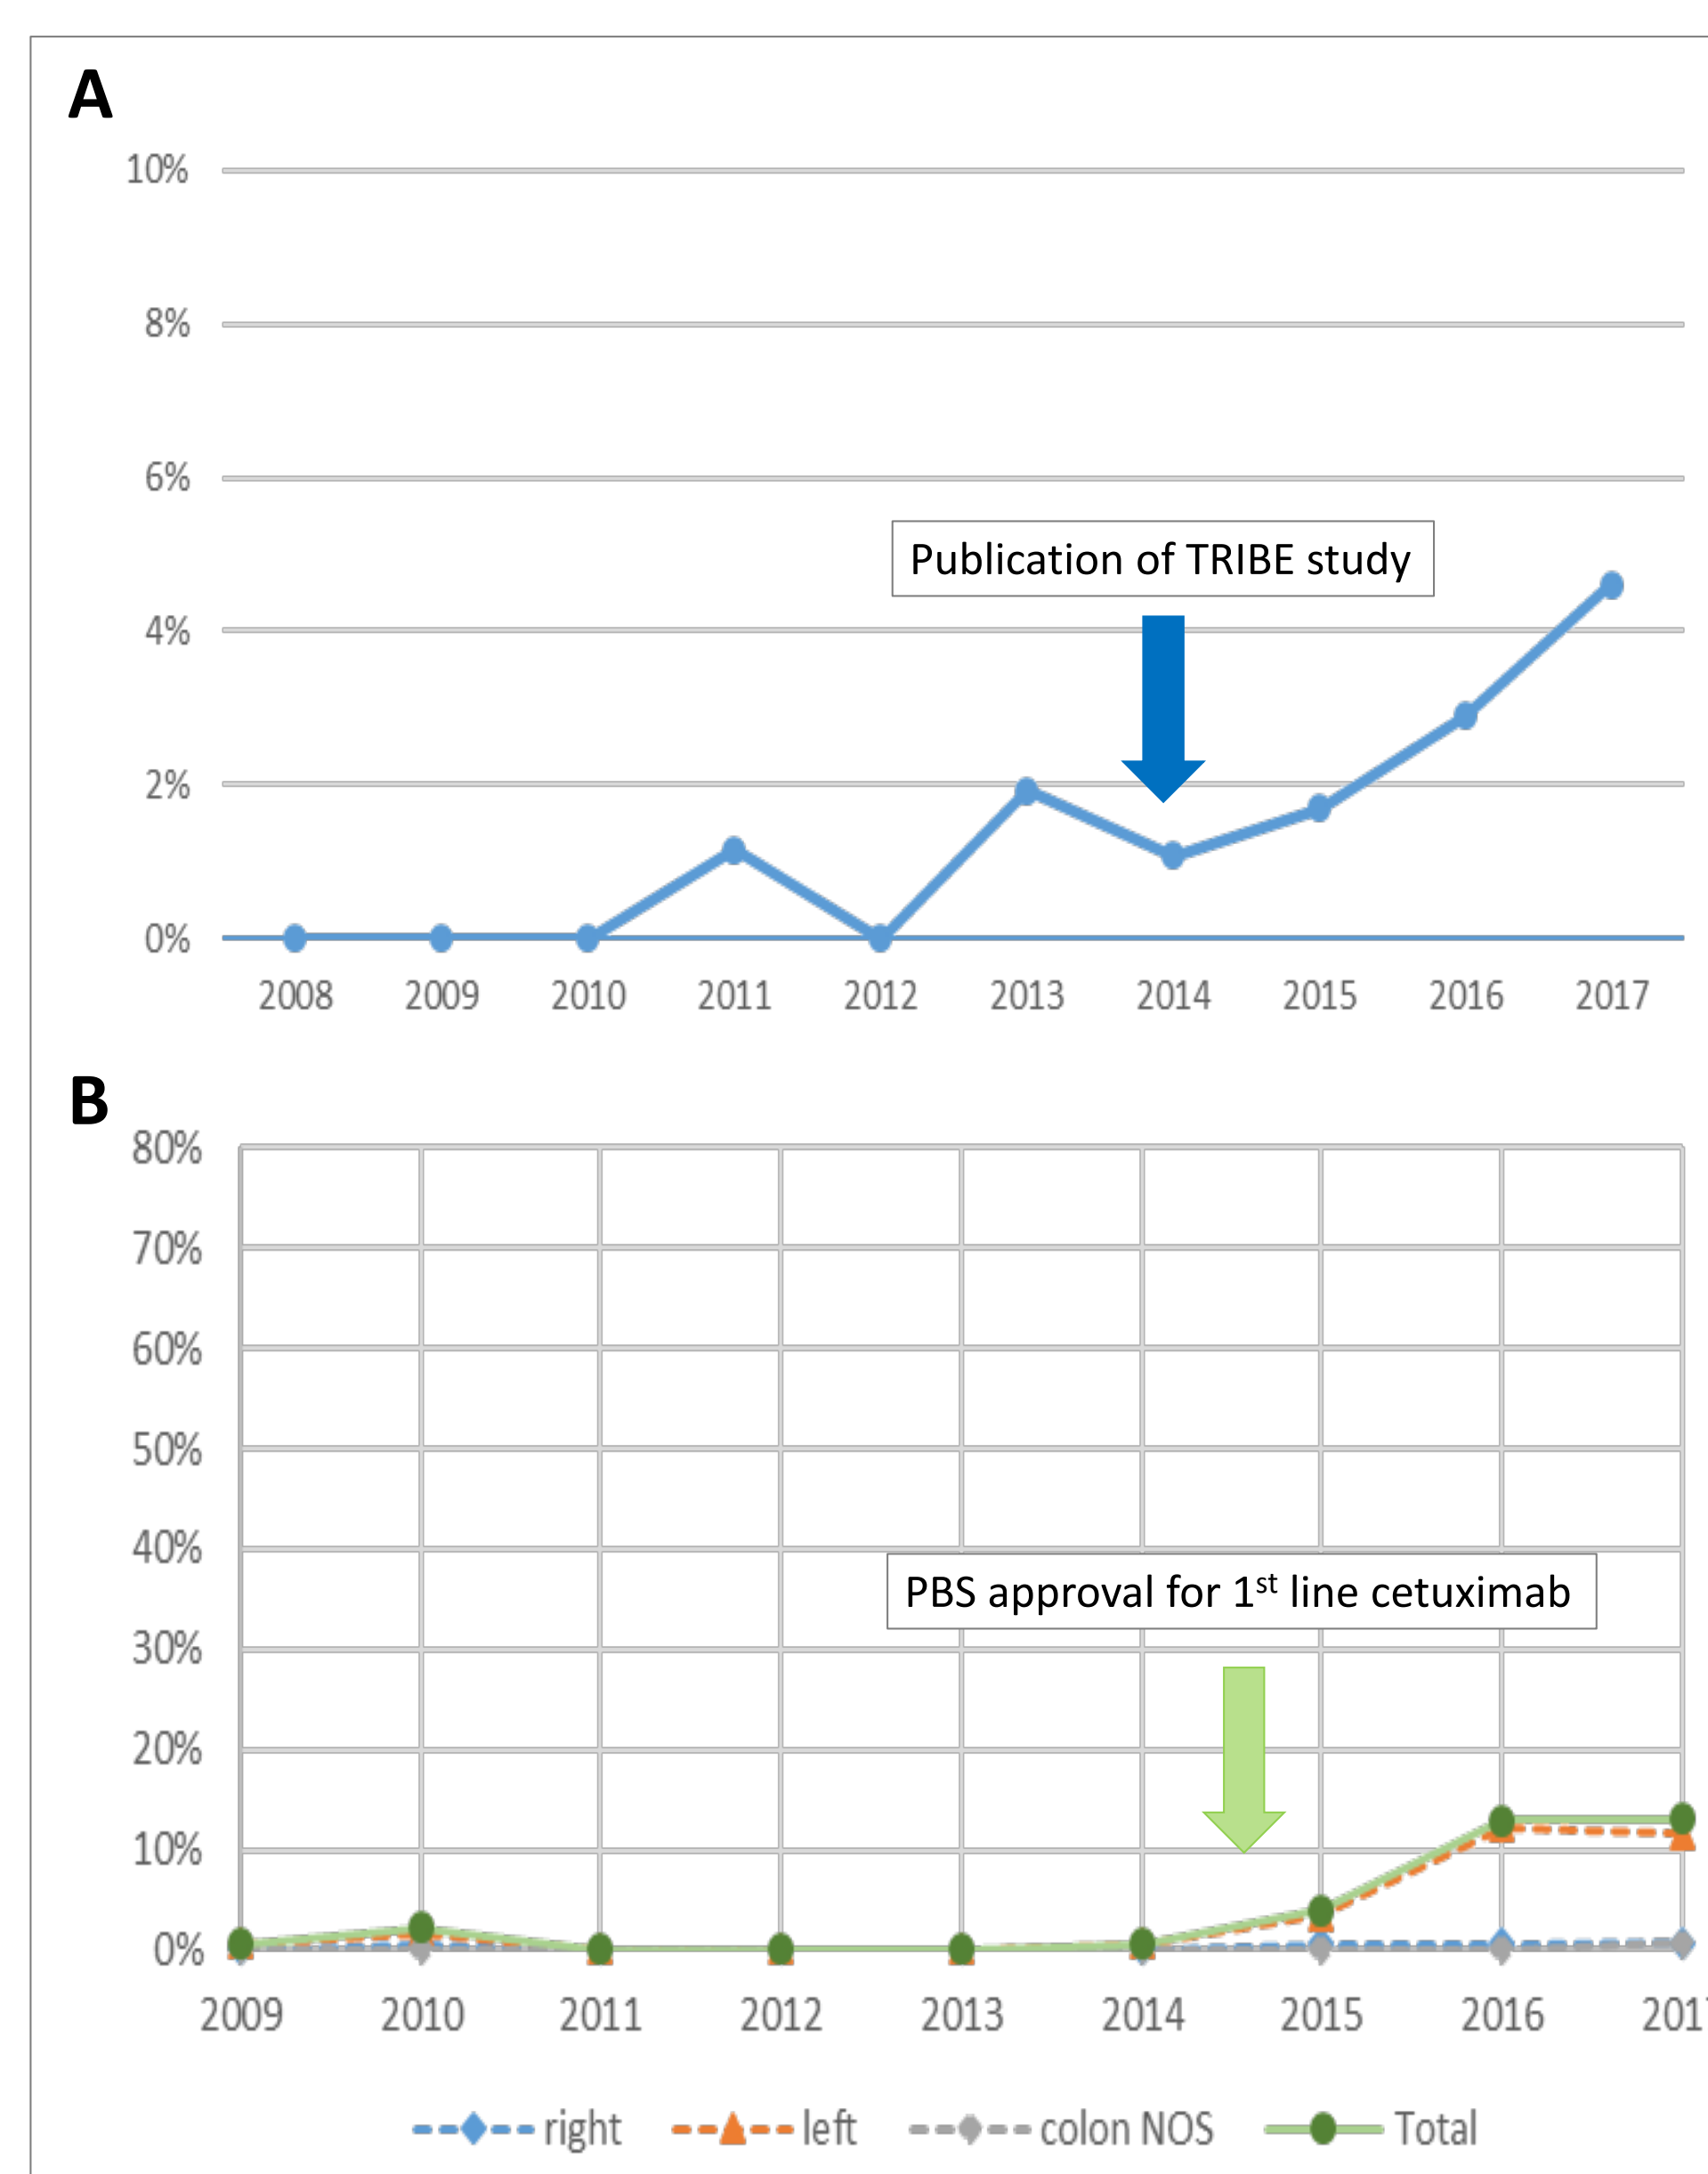 A
10%
8%
6%
Publication of TRIBE study
4%
2%
0%
2008 2009 2010 2011 2012 2013 2014 2015 2016 2017
B
80%
70%
60%
50%
40%
PBS approval for 1st line cetuximab
30%
20%
10%
0%
2009 2010 2011 2012 2013 2014 2015 2016 201
right left colon NOS Total